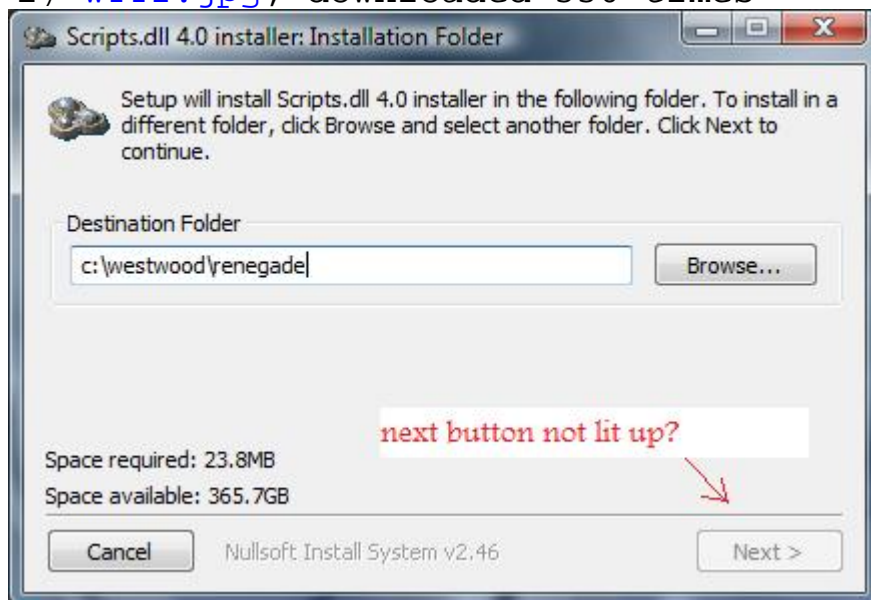 Scripts.dll 4.0 installer: Installation Folder
Setup will install Scripts.dll 4.0 installer in the following folder. To install in a
different folder, click Browse and select another folder. Click Next to
continue.
Destination Folder
c:\westwood\renegade
Browse...
next button not lit up?
Space required: 23.8MB
Space available: 365.7GB
Cancel
Nullsoft Install System v2.46
Next >